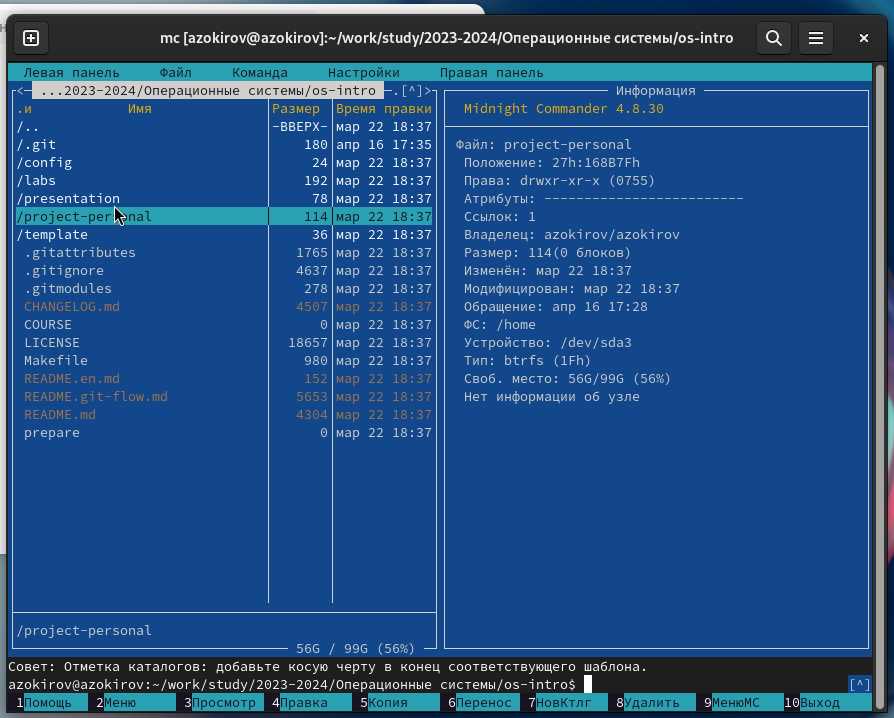 mc [azokirov@azokirov]:~/work/study/2023-2024/Операционные системы/os-intro
Левая панель Файл Команда Настройки Правая панель
<─ ...2023-2024/Операционные системы/os-intro ─.[^]>
.и Имя Размер Время правки
/.. -ВВЕРХ- мар 22 18:37
/.git 180 апр 16 17:35
/config 24 мар 22 18:37
/labs 192 мар 22 18:37
/presentation 78 мар 22 18:37
/project-personal 114 мар 22 18:37
/template 36 мар 22 18:37
.gitattributes 1765 мар 22 18:37
.gitignore 4637 мар 22 18:37
.gitmodules 278 мар 22 18:37
CHANGELOG.md 4507 мар 22 18:37
COURSE 0 мар 22 18:37
LICENSE 18657 мар 22 18:37
Makefile 980 мар 22 18:37
README.en.md 152 мар 22 18:37
README.git-flow.md 5653 мар 22 18:37
README.md 4304 мар 22 18:37
prepare 0 мар 22 18:37
/project-personal
56G / 99G (56%)
Информация
Midnight Commander 4.8.30
Файл: project-personal
Положение: 27h:168B7Fh
Права: drwxr-xr-x (0755)
Атрибуты: -------------------------
Ссылок: 1
Владелец: azokirov/azokirov
Размер: 114(0 блоков)
Изменён: мар 22 18:37
Модифицирован: мар 22 18:37
Обращение: апр 16 17:28
ФС: /home
Устройство: /dev/sda3
Тип: btrfs (1Fh)
Своб. место: 56G/99G (56%)
Нет информации об узле
Совет: Отметка каталогов: добавьте косую черту в конец соответствующего шаблона.
azokirov@azokirov:~/work/study/2023-2024/Операционные системы/os-intro$ [^]
1Помощь 2Меню 3Просмотр 4Правка 5Копия 6Перенос 7НовКтлг 8Удалить 9МенюМС 10Выход